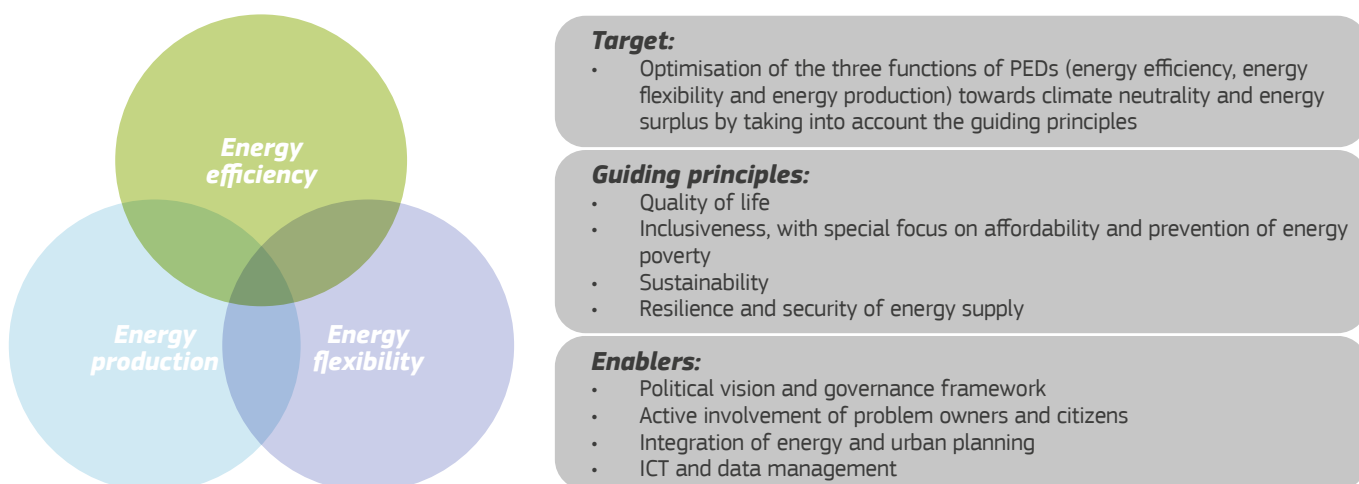 Energy
efficiency
Energy
production
Energy
flexibility
Target:
• Optimisation of the three functions of PEDs (energy efficiency, energy
flexibility and energy production) towards climate neutrality and energy
surplus by taking into account the guiding principles
Guiding principles:
• Quality of life
• Inclusiveness, with special focus on affordability and prevention of energy
poverty
• Sustainability
• Resilience and security of energy supply
Enablers:
• Political vision and governance framework
• Active involvement of problem owners and citizens
• Integration of energy and urban planning
• ICT and data management